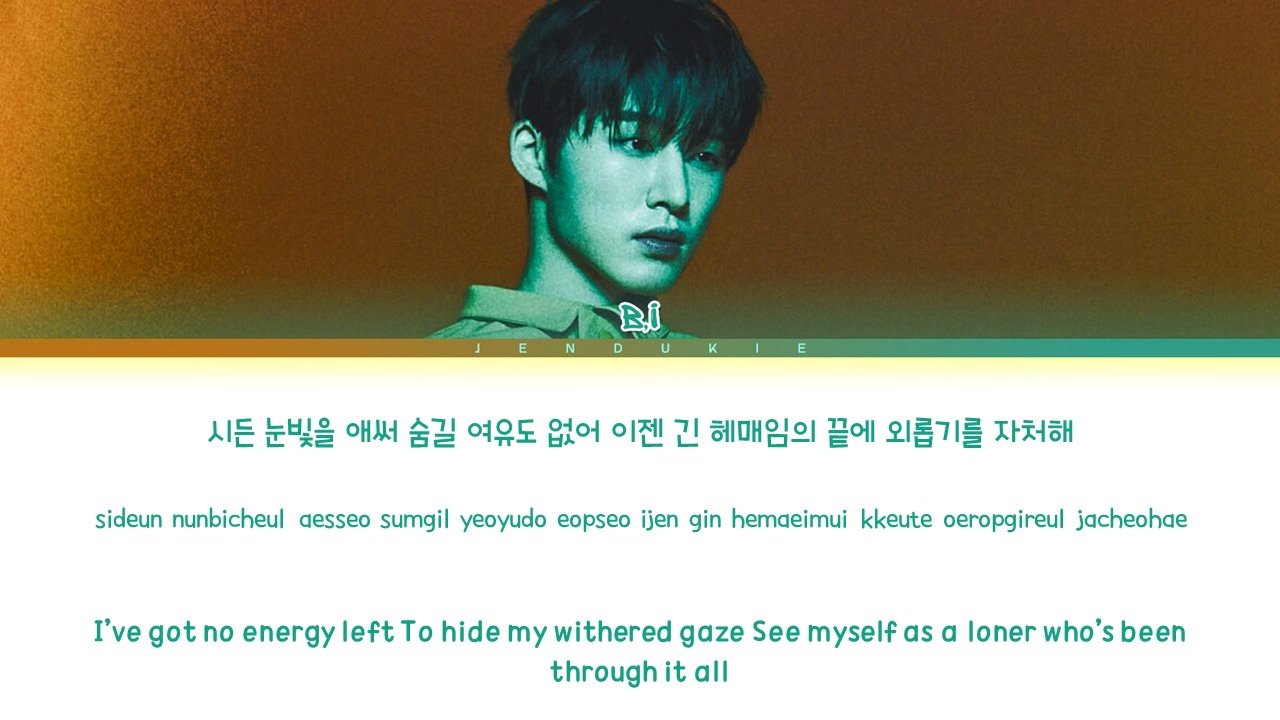 B.i
JENDUKIE
시든 눈빛을 애써 숨길 여유도 없어 이젠 긴 헤매임의 끝에 외롭기를 자처해
sideun nunbicheul aesseo sumgil yeoyudo eopseo ijen gin hemaeimui kkeute oeropgireul jacheohae
I’ve got no energy left To hide my withered gaze See myself as a loner who’s been
through it all